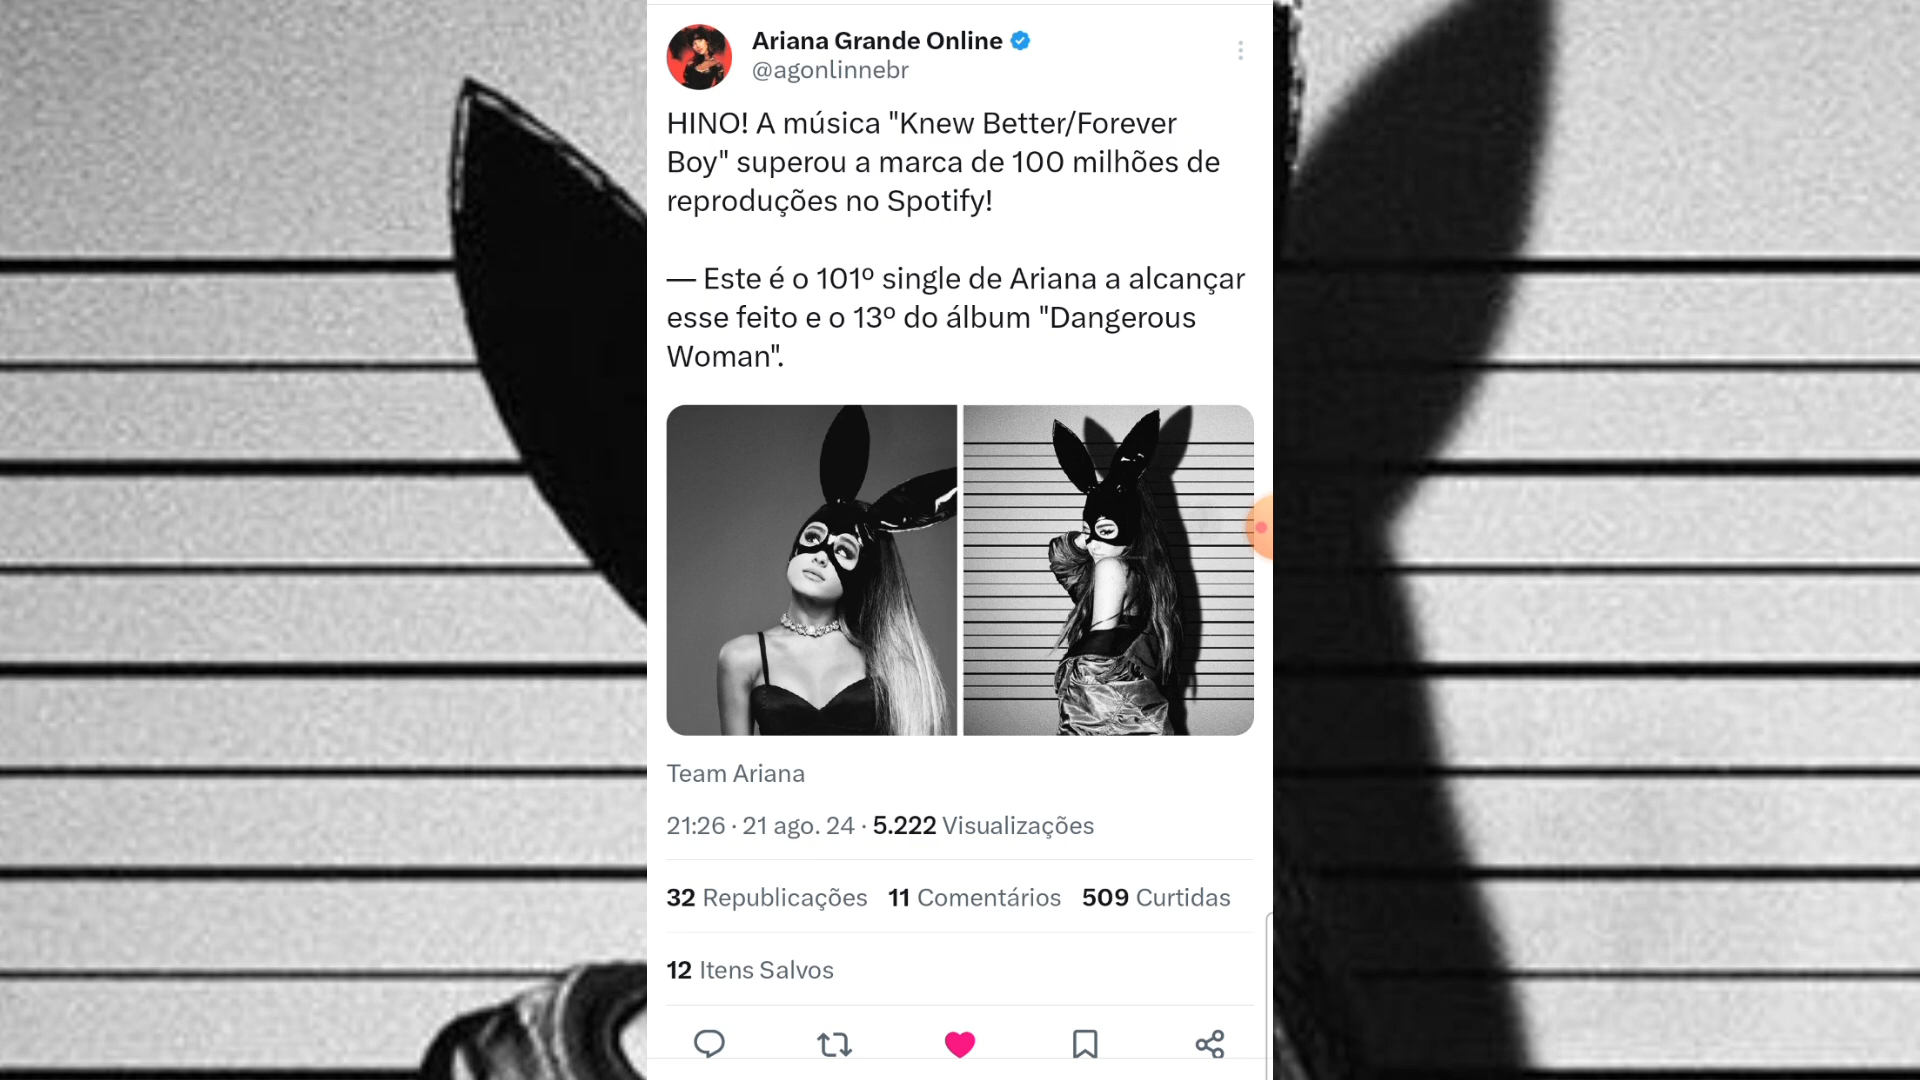 Ariana Grande Online
@agonlinnebr
HINO! A música "Knew Better/Forever
Boy" superou a marca de 100 milhões de
reproduções no Spotify!
— Este é o 101º single de Ariana a alcançar
esse feito e o 13º do álbum "Dangerous
Woman".
Team Ariana
21:26 · 21 ago. 24 · 5.222 Visualizações
32 Republicações 11 Comentários 509 Curtidas
12 Itens Salvos